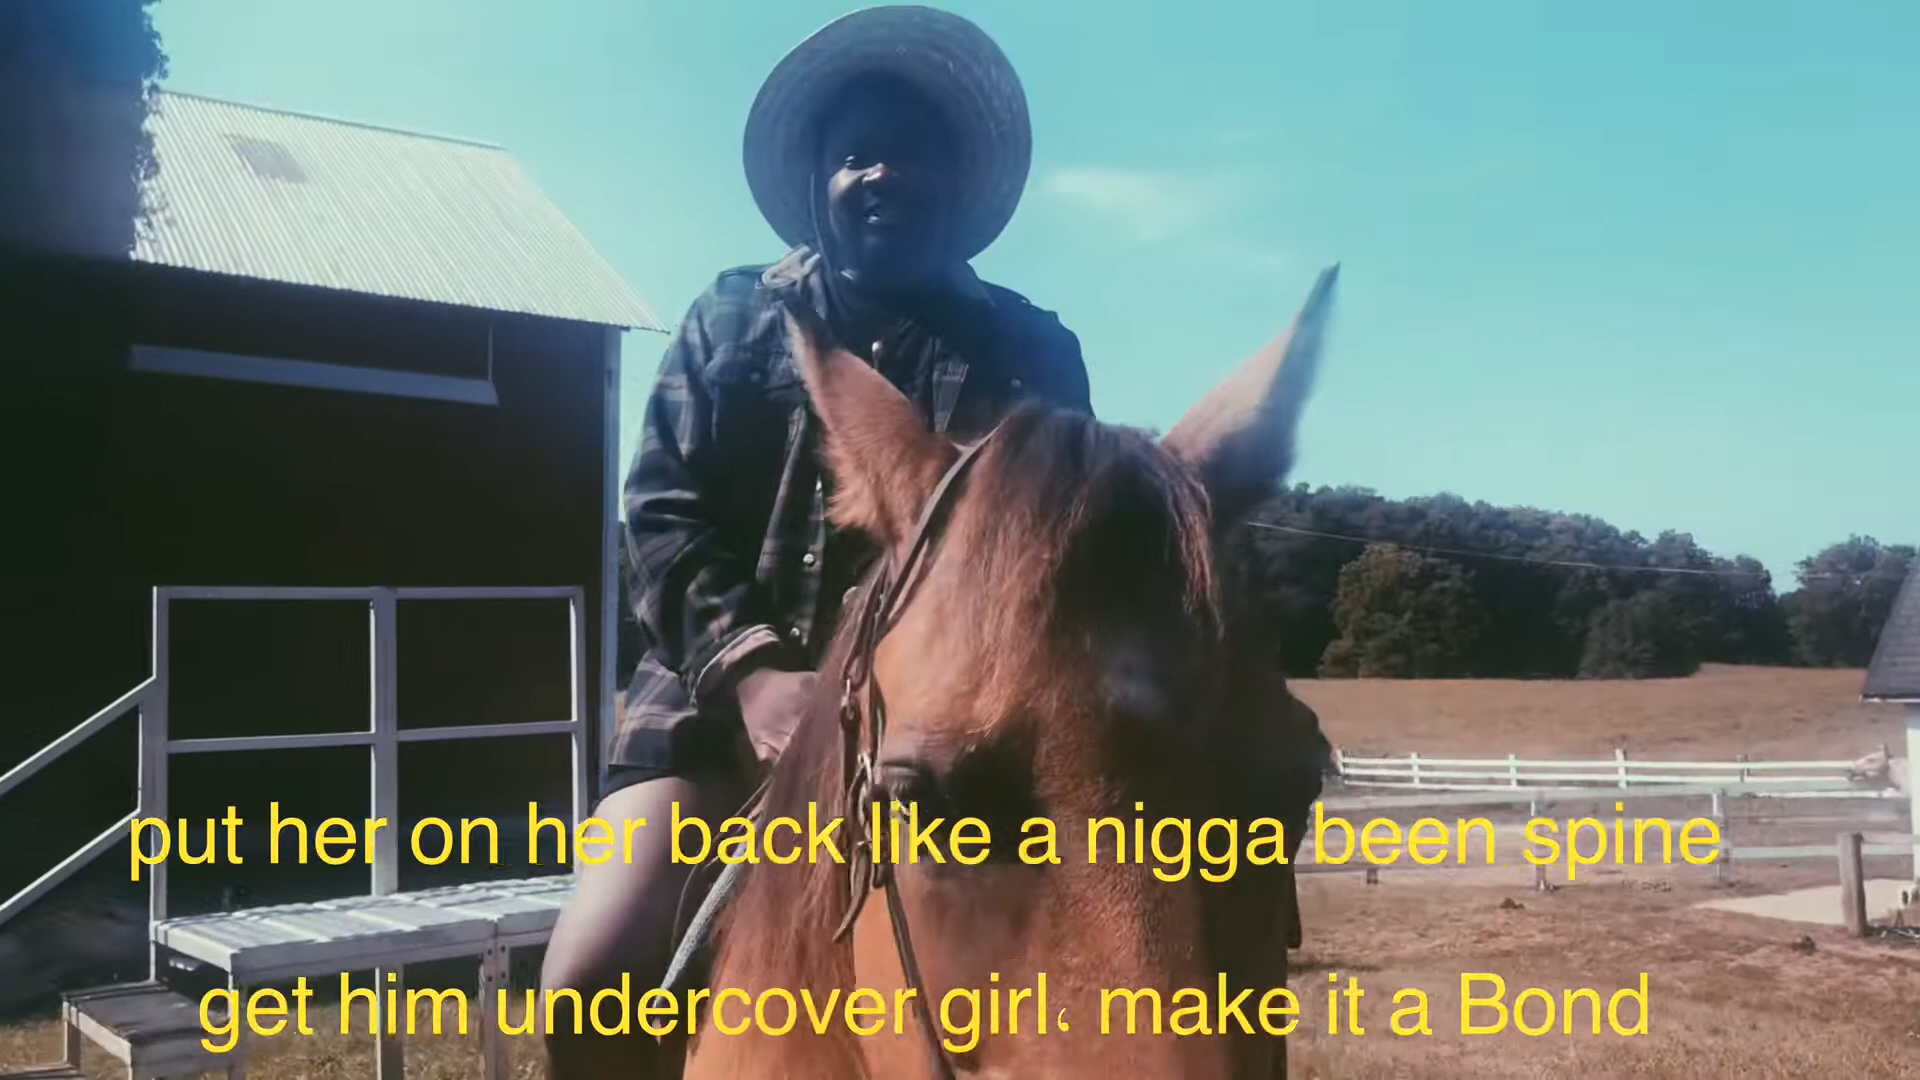 put her on her back like a nigga been spine
get him undercover girl، make it a Bond